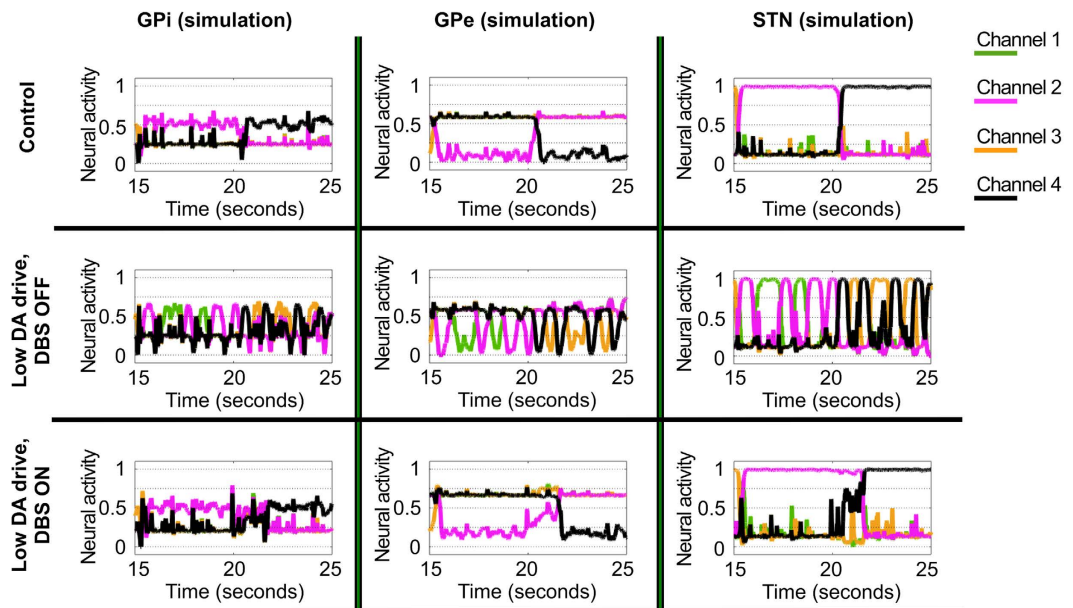 GPi (simulation) GPe (simulation) STN (simulation)
Channel 1
Channel 2
Channel 3
Channel 4
Control
Neural activity
1
0.5
0
15 20 25
Time (seconds)
Neural activity
1
0.5
0
15 20 25
Time (seconds)
Neural activity
1
0.5
0
15 20 25
Time (seconds)
Low DA drive,
DBS OFF
Neural activity
1
0.5
0
15 20 25
Time (seconds)
Neural activity
1
0.5
0
15 20 25
Time (seconds)
Neural activity
1
0.5
0
15 20 25
Time (seconds)
Low DA drive,
DBS ON
Neural activity
1
0.5
0
15 20 25
Time (seconds)
Neural activity
1
0.5
0
15 20 25
Time (seconds)
Neural activity
1
0.5
0
15 20 25
Time (seconds)